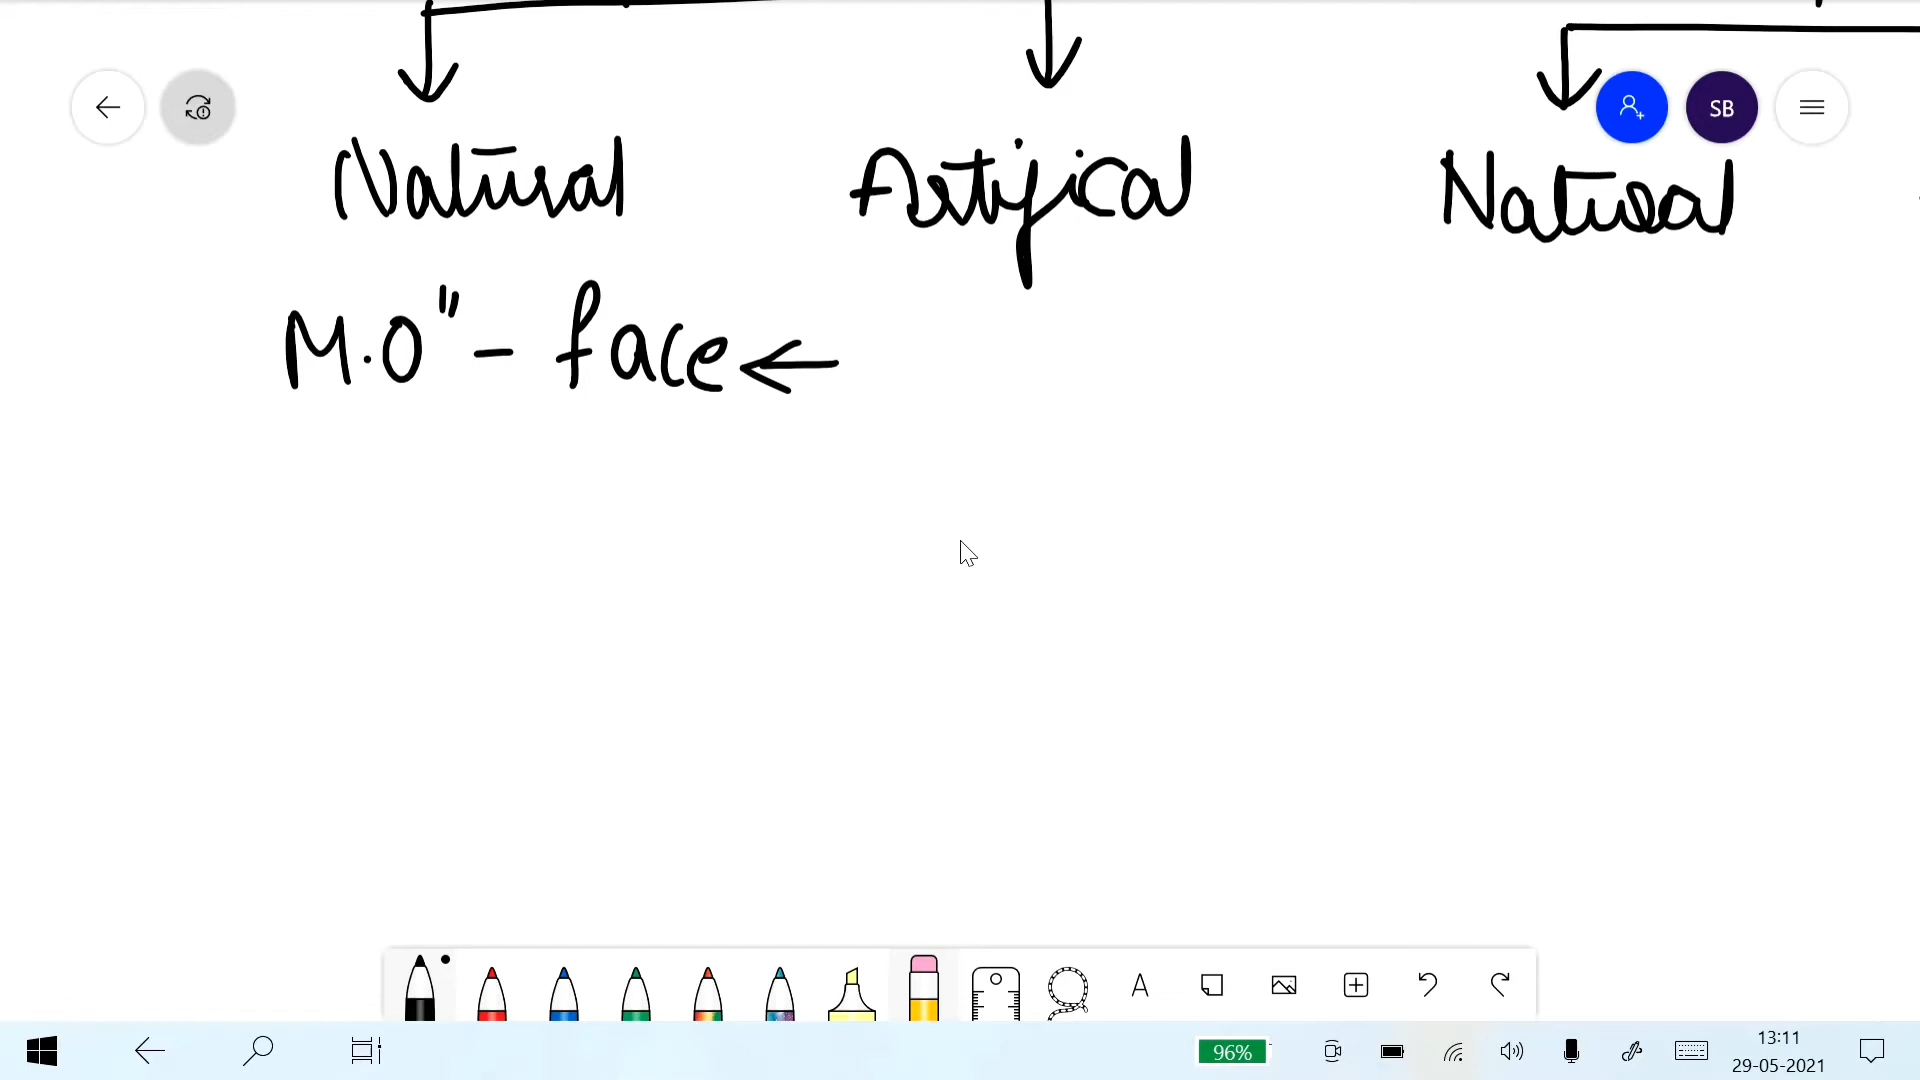 SB
Natural Artifical Natural
M.O" - face ←
A
96% 13:11
29-05-2021